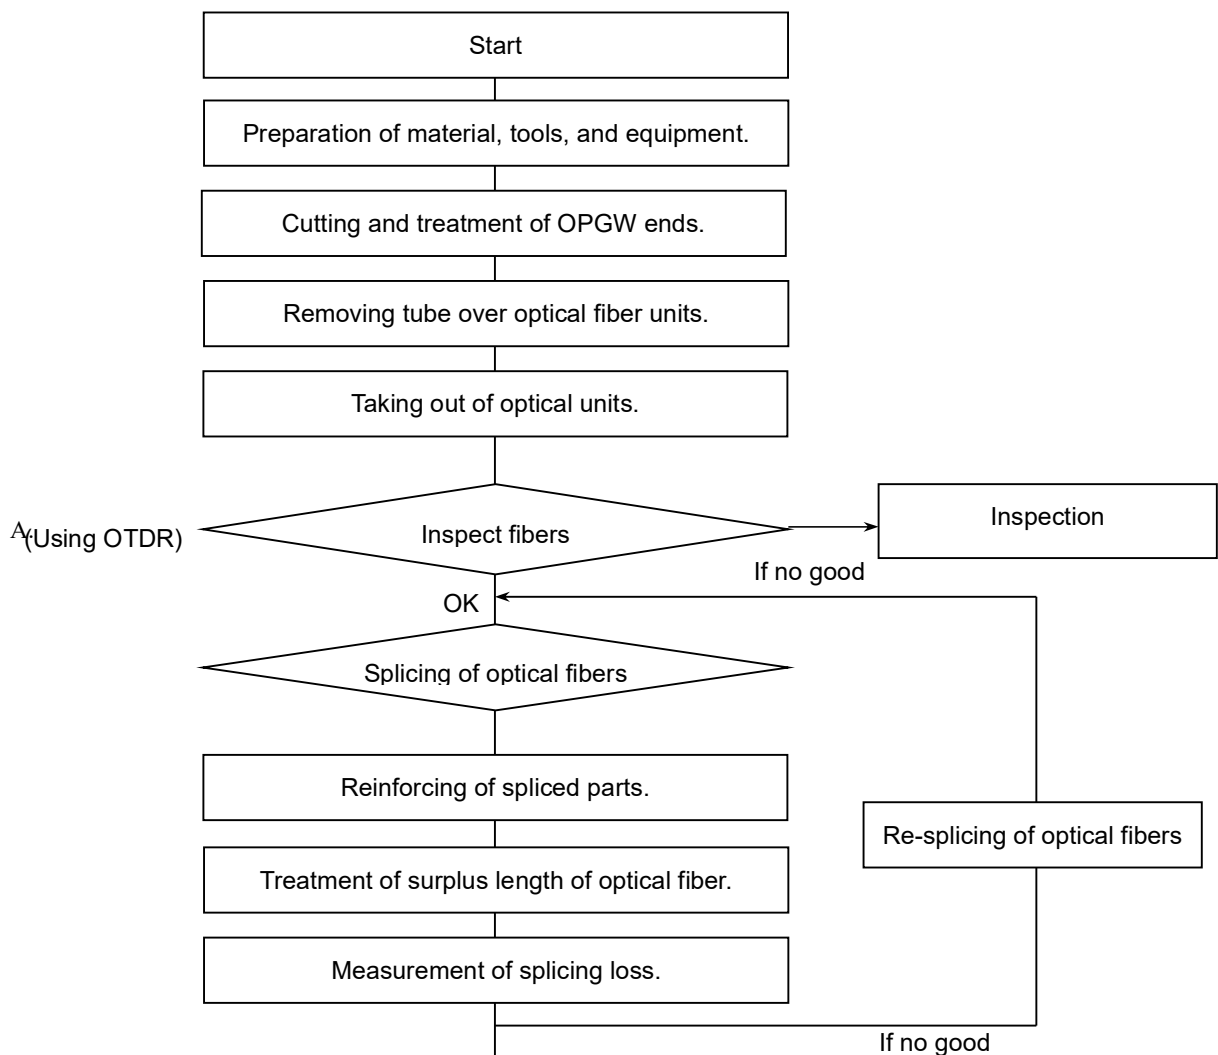 Start
Preparation of material, tools, and equipment.
Cutting and treatment of OPGW ends.
Removing tube over optical fiber units.
Taking out of optical units.
A.
(Using OTDR)
Inspect fibers
Inspection
If no good
OK
Splicing of optical fibers
Reinforcing of spliced parts.
Re-splicing of optical fibers
Treatment of surplus length of optical fiber.
Measurement of splicing loss.
If no good